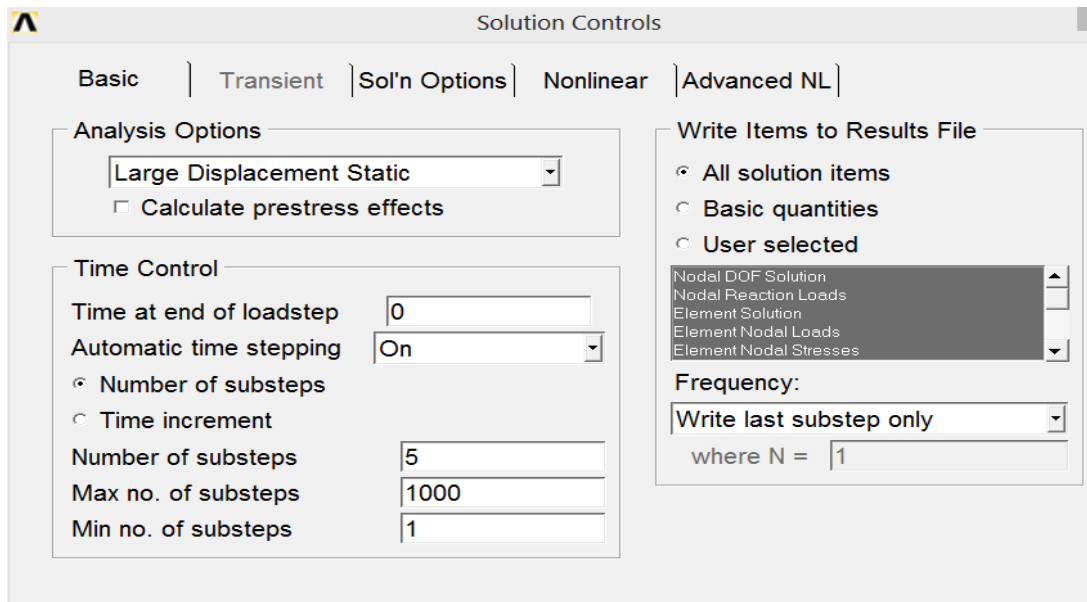 Solution Controls
Basic Transient Sol'n Options Nonlinear Advanced NL
Analysis Options
Large Displacement Static
Calculate prestress effects
Time Control
Time at end of loadstep 0
Automatic time stepping On
Number of substeps
Time increment
Number of substeps 5
Max no. of substeps 1000
Min no. of substeps 1
Write Items to Results File
All solution items
Basic quantities
User selected
Nodal DOF Solution
Nodal Reaction Loads
Element Solution
Element Nodal Loads
Element Nodal Stresses
Frequency:
Write last substep only
where N = 1